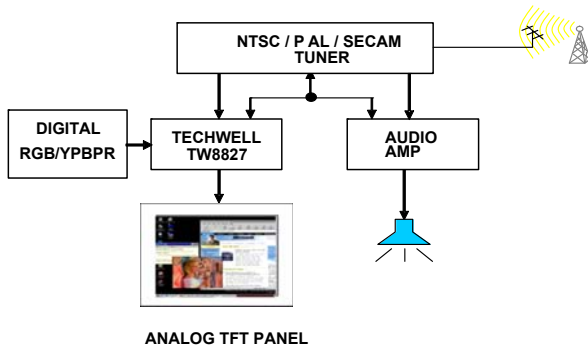 NTSC / P AL / SECAM
TUNER
DIGITAL
RGB/YPBPR
TECHWELL
TW8827
AUDIO
AMP
ANALOG TFT PANEL